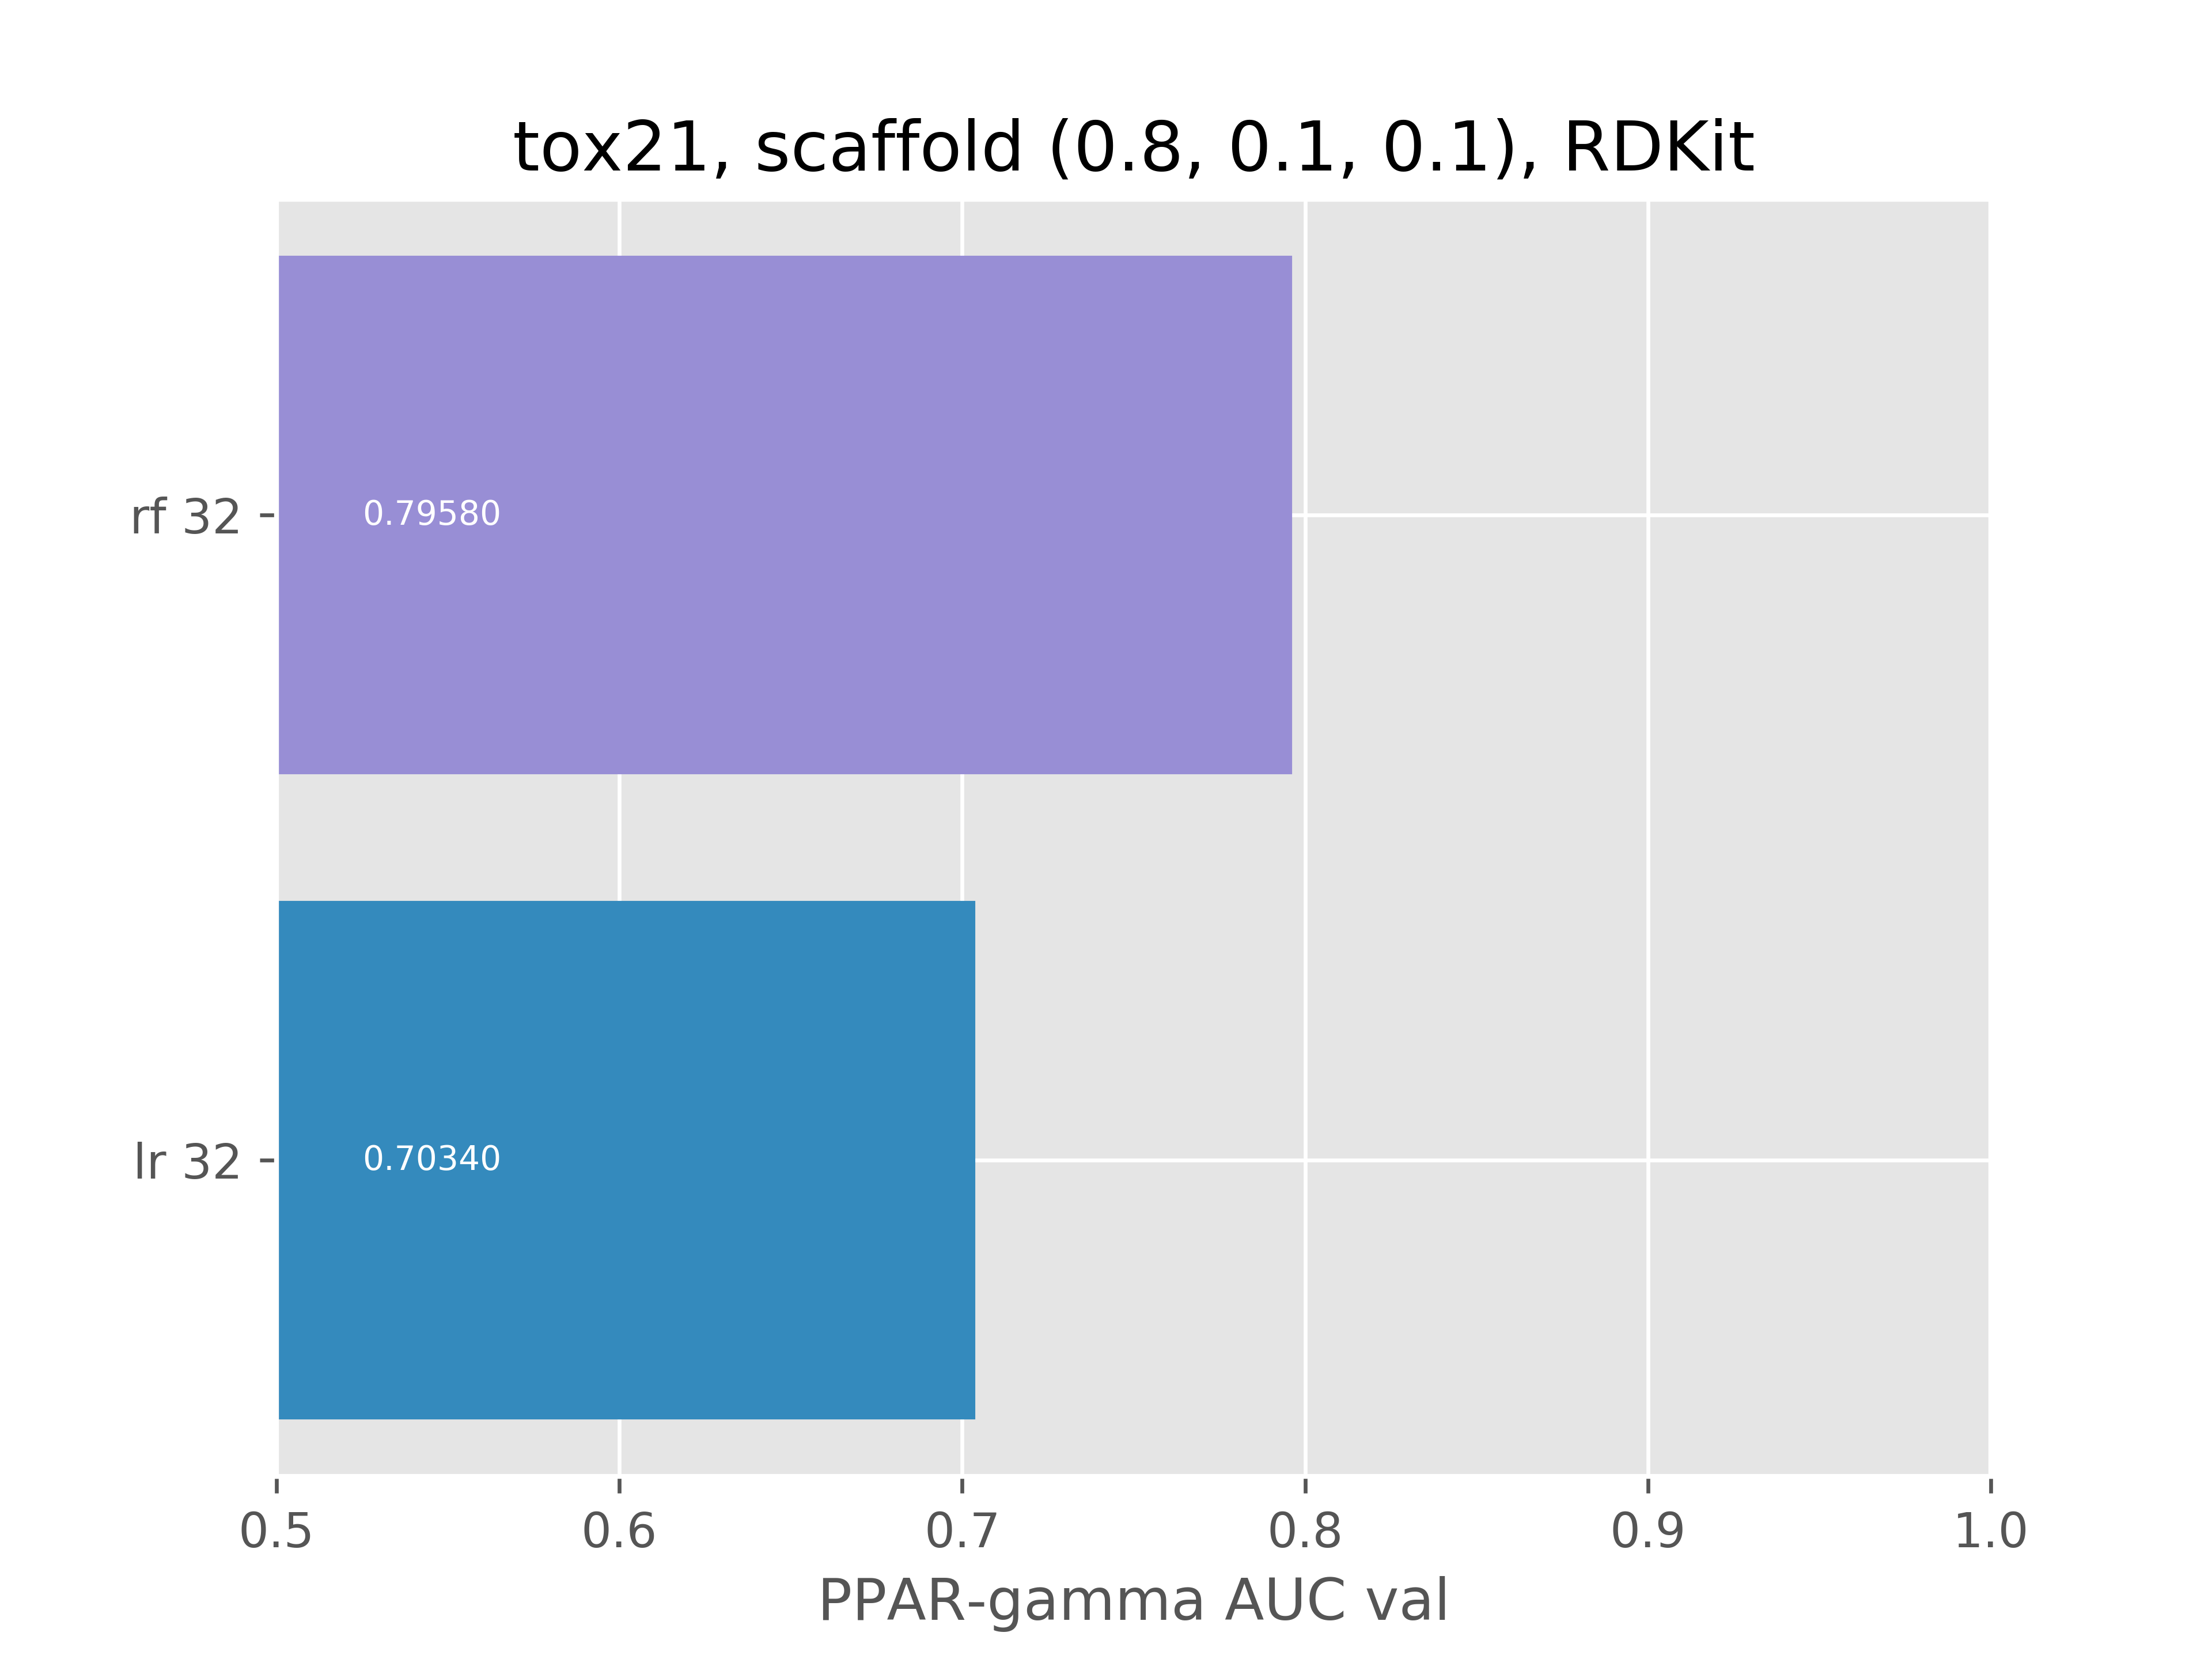 tox21, scaffold (0.8, 0.1, 0.1), RDKit
rf 32
0.79580
lr 32
0.70340
0.5 0.6 0.7 0.8 0.9 1.0
PPAR-gamma AUC val